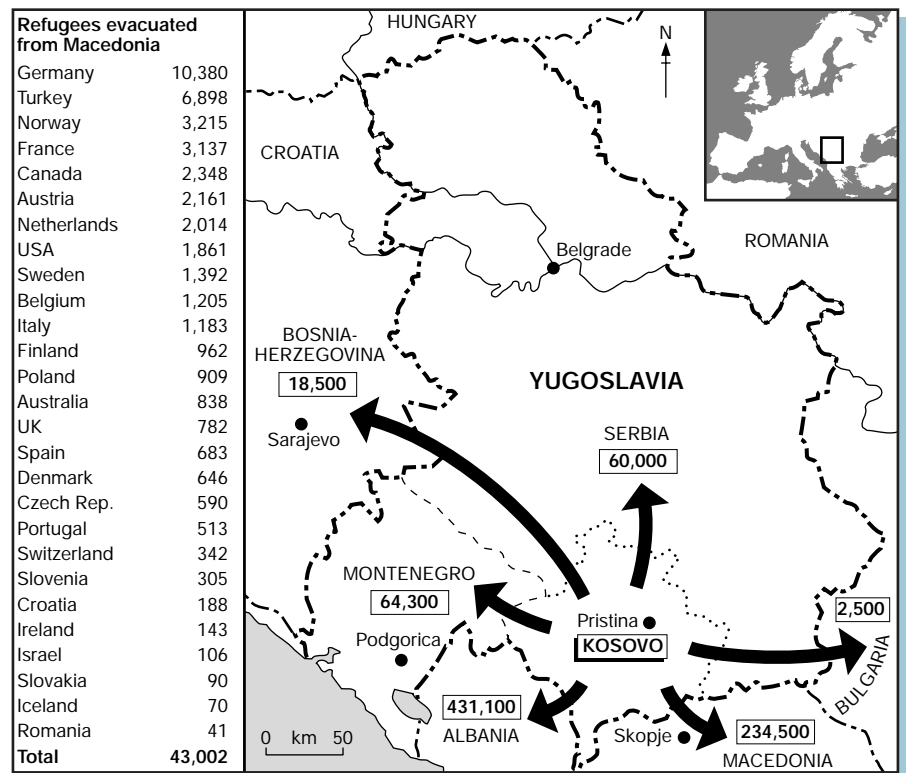 Refugees evacuated
from Macedonia
Germany 10,380
Turkey 6,898
Norway 3,215
France 3,137
Canada 2,348
Austria 2,161
Netherlands 2,014
USA 1,861
Sweden 1,392
Belgium 1,205
Italy 1,183
Finland 962
Poland 909
Australia 838
UK 782
Spain 683
Denmark 646
Czech Rep. 590
Portugal 513
Switzerland 342
Slovenia 305
Croatia 188
Ireland 143
Israel 106
Slovakia 90
Iceland 70
Romania 41
Total 43,002
HUNGARY
N
CROATIA
ROMANIA
Belgrade
BOSNIA-
HERZEGOVINA
18,500
Sarajevo
YUGOSLAVIA
SERBIA
60,000
MONTENEGRO
64,300
Podgorica
Pristina
KOSOVO
2,500
BULGARIA
431,100
ALBANIA
Skopje
234,500
MACEDONIA
0 km 50